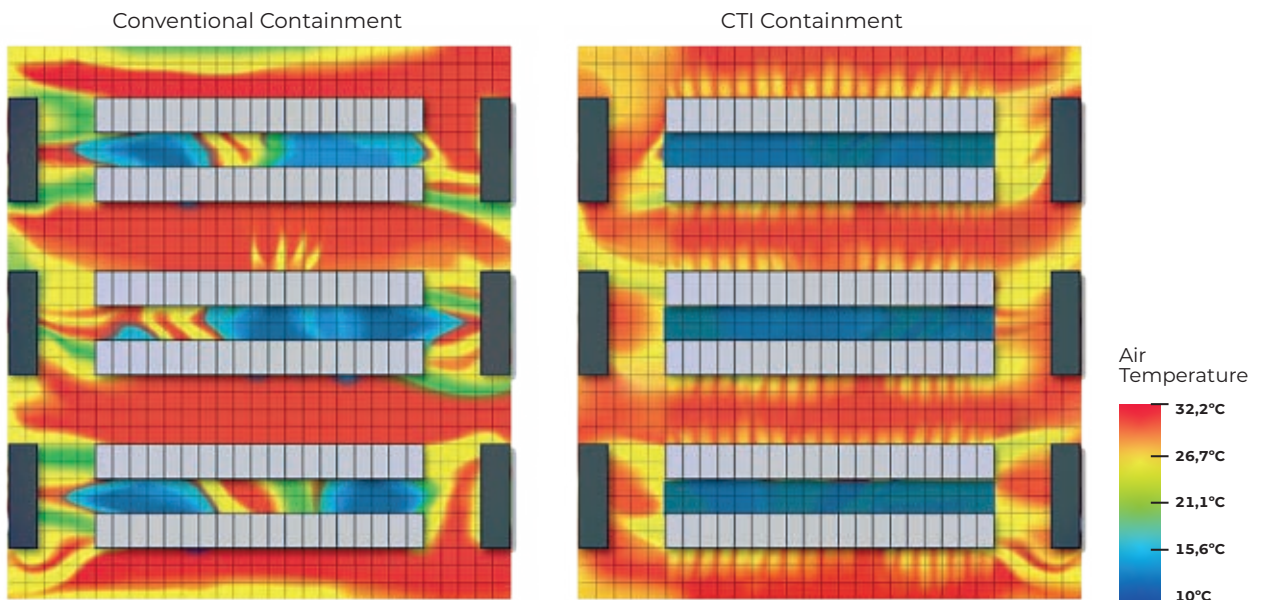 Conventional Containment
CTI Containment
Air
Temperature
32,2°C
26,7°C
21,1°C
15,6°C
10°C